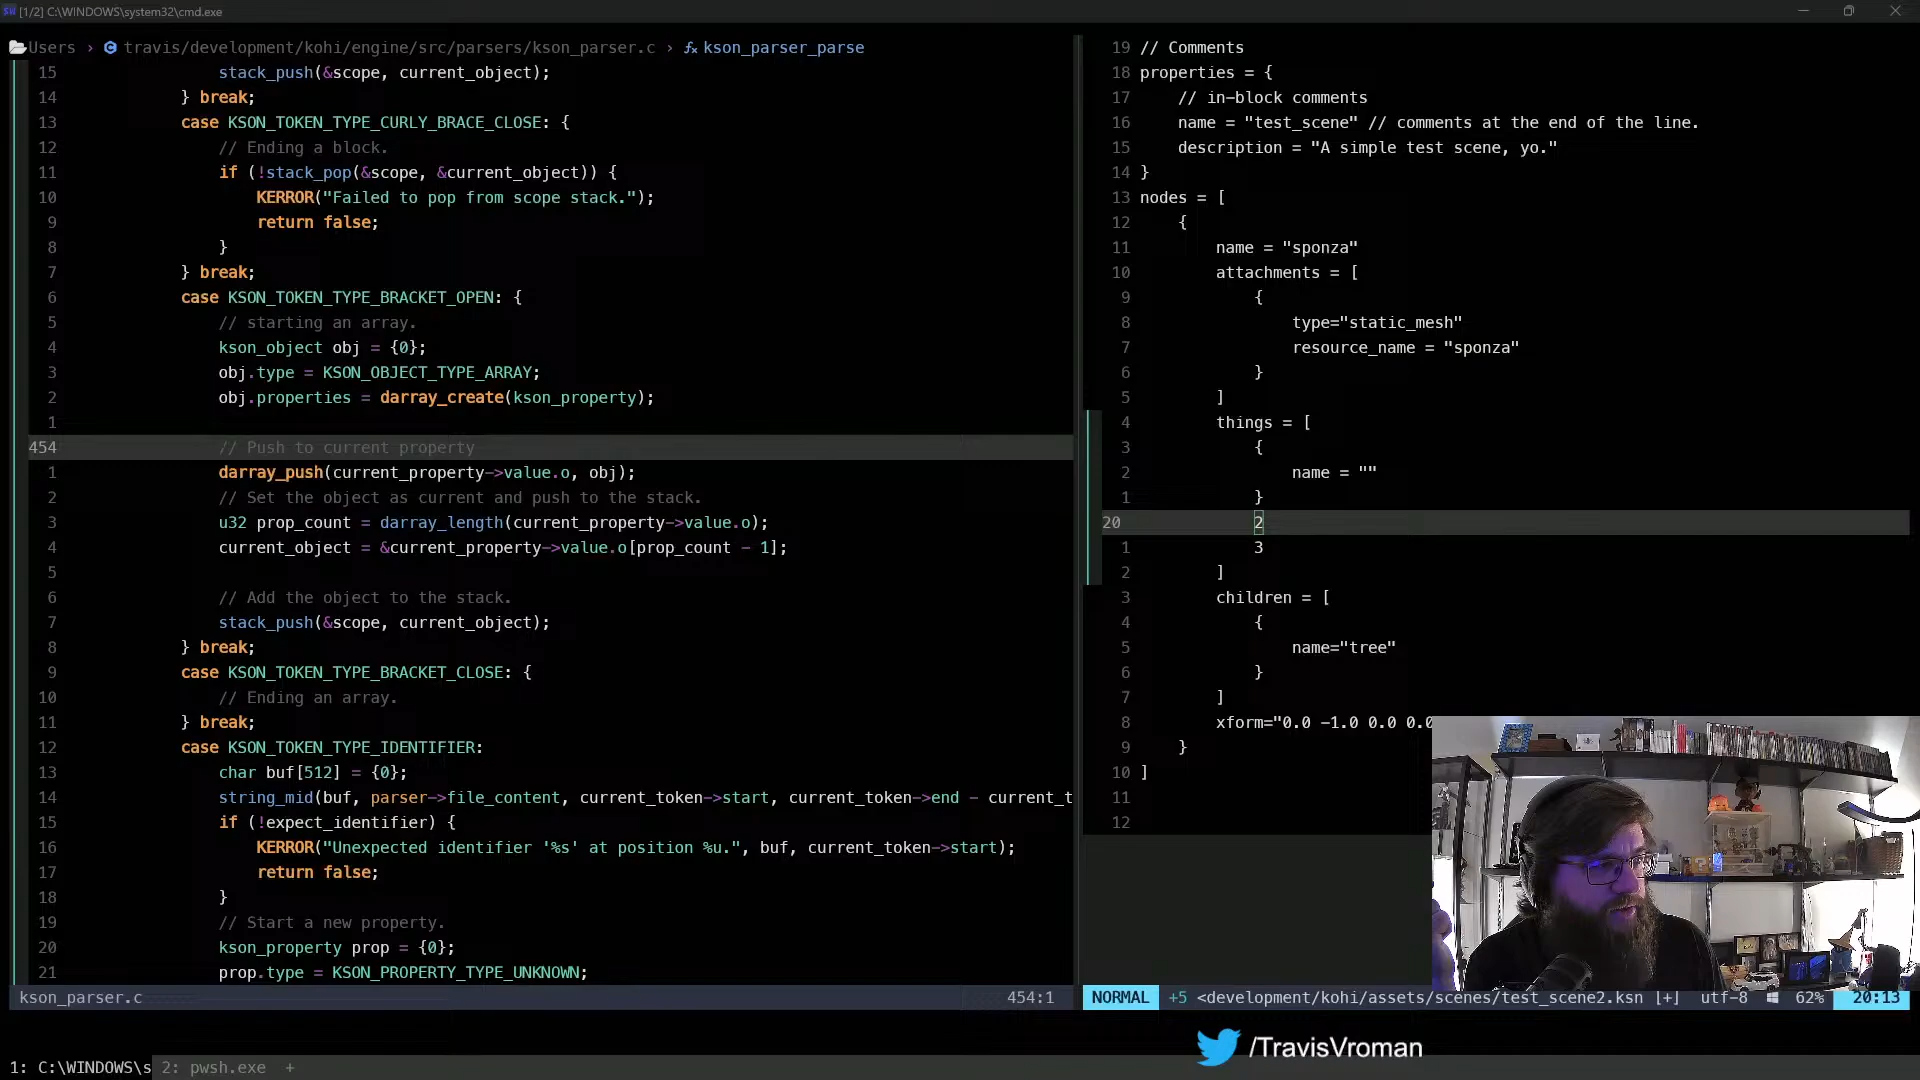 [1/2] C:\WINDOWS\system32\cmd.exe
Users › travis/development/kohi/engine/src/parsers/kson_parser.c › fx kson_parser_parse
15 stack_push(&scope, current_object);
14 } break;
13 case KSON_TOKEN_TYPE_CURLY_BRACE_CLOSE: {
12 // Ending a block.
11 if (!stack_pop(&scope, &current_object)) {
10 KERROR("Failed to pop from scope stack.");
9 return false;
8 }
7 } break;
6 case KSON_TOKEN_TYPE_BRACKET_OPEN: {
5 // starting an array.
4 kson_object obj = {0};
3 obj.type = KSON_OBJECT_TYPE_ARRAY;
2 obj.properties = darray_create(kson_property);
1
454 // Push to current property
1 darray_push(current_property->value.o, obj);
2 // Set the object as current and push to the stack.
3 u32 prop_count = darray_length(current_property->value.o);
4 current_object = &current_property->value.o[prop_count - 1];
5
6 // Add the object to the stack.
7 stack_push(&scope, current_object);
8 } break;
9 case KSON_TOKEN_TYPE_BRACKET_CLOSE: {
10 // Ending an array.
11 } break;
12 case KSON_TOKEN_TYPE_IDENTIFIER:
13 char buf[512] = {0};
14 string_mid(buf, parser->file_content, current_token->start, current_token->end - current_t
15 if (!expect_identifier) {
16 KERROR("Unexpected identifier '%s' at position %u.", buf, current_token->start);
17 return false;
18 }
19 // Start a new property.
20 kson_property prop = {0};
21 prop.type = KSON_PROPERTY_TYPE_UNKNOWN;
kson_parser.c 454:1
19 // Comments
18 properties = {
17 // in-block comments
16 name = "test_scene" // comments at the end of the line.
15 description = "A simple test scene, yo."
14 }
13 nodes = [
12 {
11 name = "sponza"
10 attachments = [
9 {
8 type="static_mesh"
7 resource_name = "sponza"
6 }
5 ]
4 things = [
3 {
2 name = ""
1 }
20 2
1 3
2 ]
3 children = [
4 {
5 name="tree"
6 }
7 ]
8 xform="0.0 -1.0 0.0 0.0
9 }
10 ]
11
12
NORMAL +5 <development/kohi/assets/scenes/test_scene2.ksn [+] utf-8 62% 20:13
/TravisVroman
1: C:\WINDOWS\s 2: pwsh.exe +